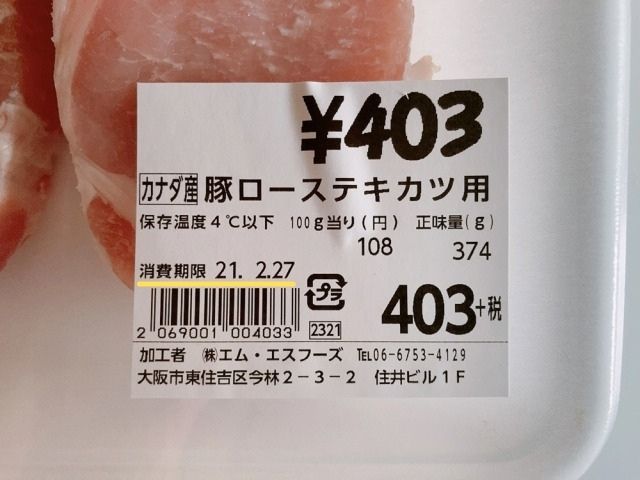 ¥403
カナダ産 豚ローステキカツ用
保存温度4℃以下 100g当り(円) 正味量(g)
108 374
消費期限 21. 2.27
プラ
403+税
2 069001 004033 2321
加工者 ㈱エム・エスフーズ TEL06-6753-4129
大阪市東住吉区今林2-3-2 住井ビル1F